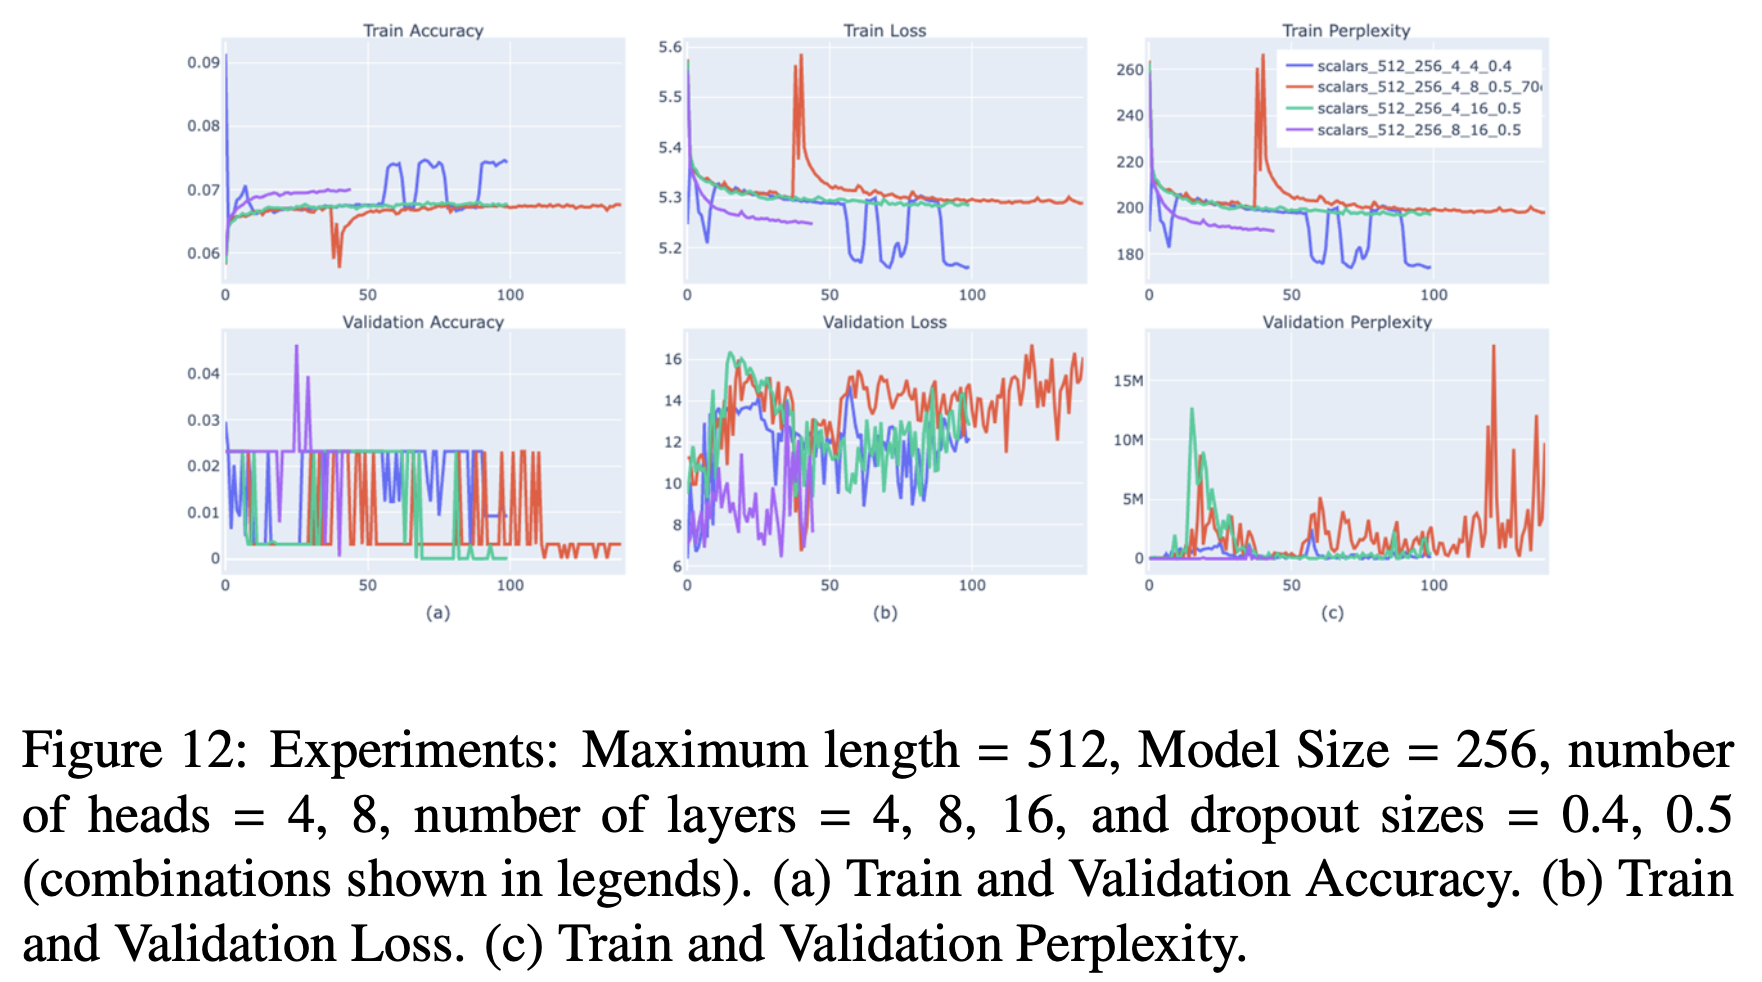 Train Accuracy
0.09
0.08
0.07
0.06
0 50 100
Train Loss
5.6
5.5
5.4
5.3
5.2
0 50 100
Train Perplexity
260
240
220
200
180
0 50 100
scalars_512_256_4_4_0.4
scalars_512_256_4_8_0.5_70
scalars_512_256_4_16_0.5
scalars_512_256_8_16_0.5
Validation Accuracy
0.04
0.03
0.02
0.01
0
0 50 100
(a)
Validation Loss
16
14
12
10
8
6
0 50 100
(b)
Validation Perplexity
15M
10M
5M
0
0 50 100
(c)
Figure 12: Experiments: Maximum length = 512, Model Size = 256, number
of heads = 4, 8, number of layers = 4, 8, 16, and dropout sizes = 0.4, 0.5
(combinations shown in legends). (a) Train and Validation Accuracy. (b) Train
and Validation Loss. (c) Train and Validation Perplexity.